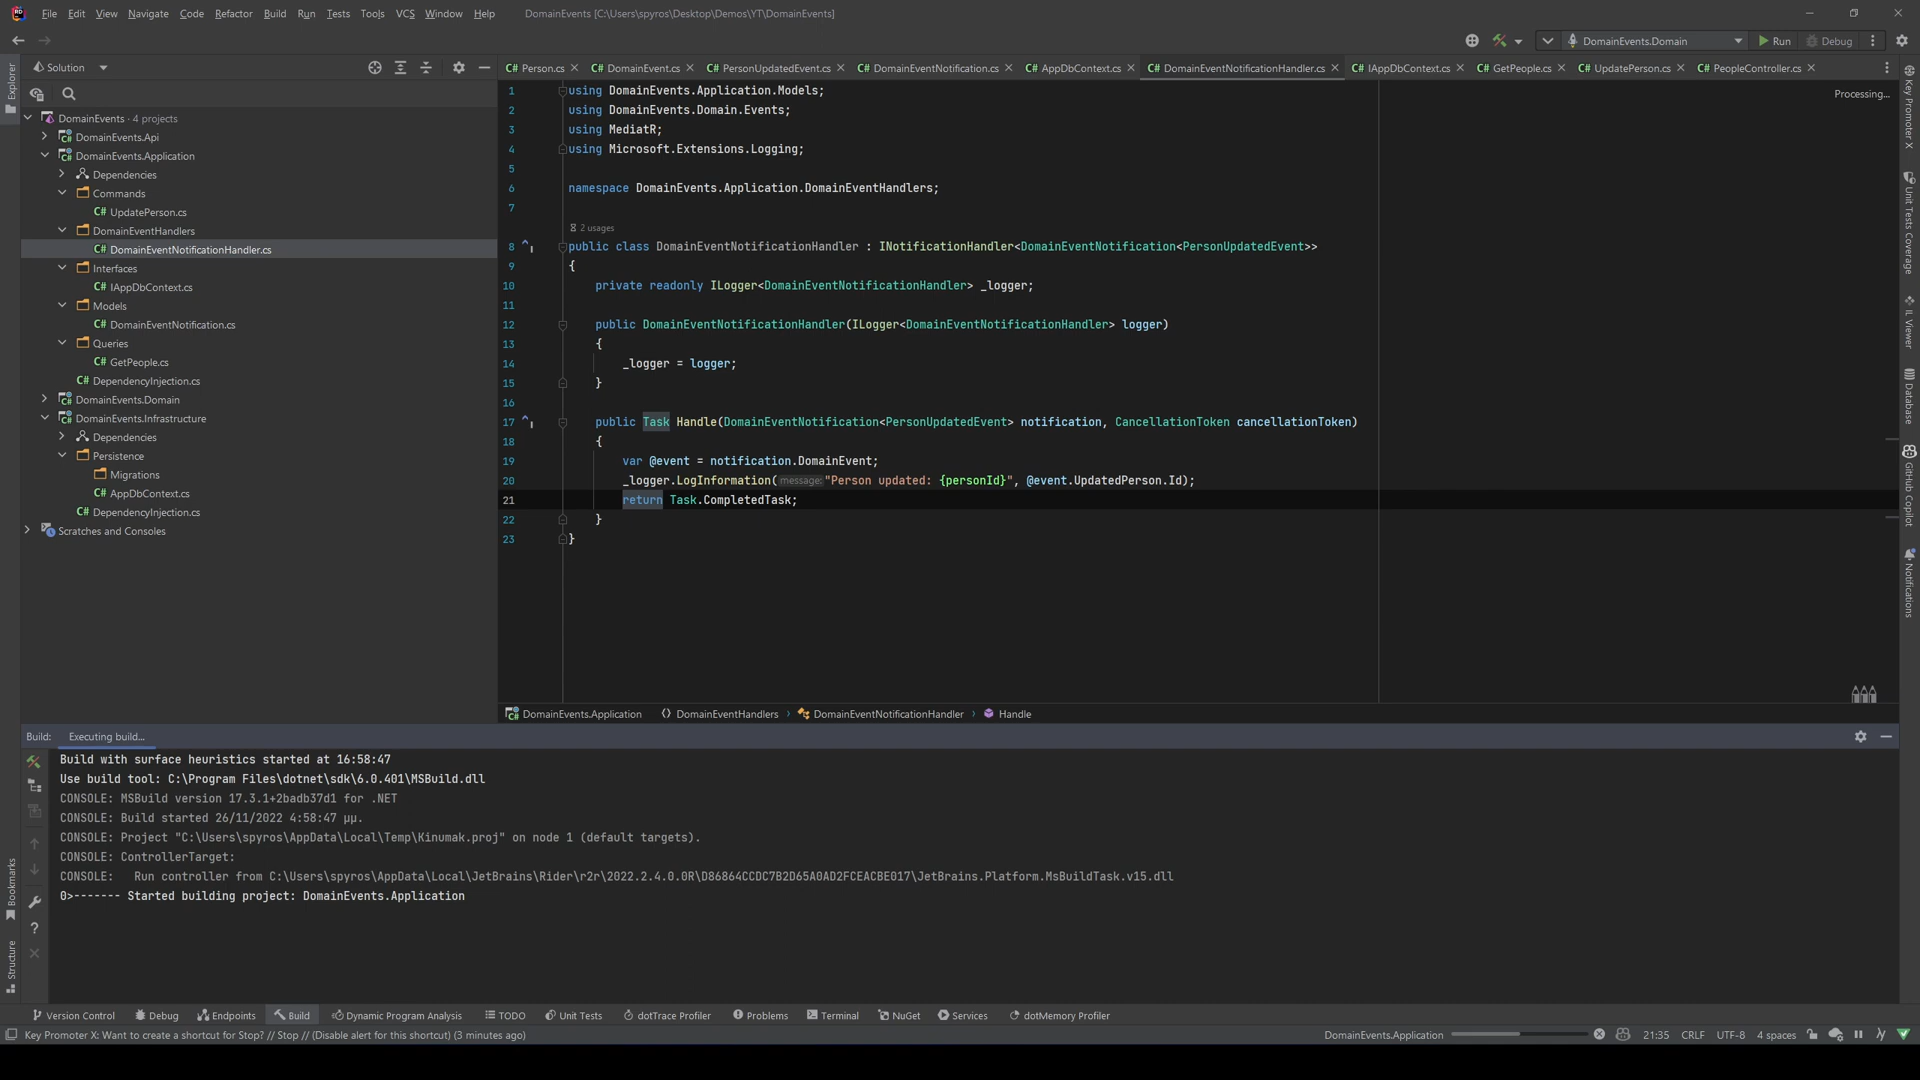 File Edit View Navigate Code Refactor Build Run Tests Tools VCS Window Help DomainEvents [C:\Users\spyros\Desktop\Demos\YT\DomainEvents]
DomainEvents.Domain Run Debug
Explorer
Solution
Person.cs DomainEvent.cs PersonUpdatedEvent.cs DomainEventNotification.cs AppDbContext.cs DomainEventNotificationHandler.cs IAppDbContext.cs GetPeople.cs UpdatePerson.cs PeopleController.cs
DomainEvents · 4 projects
DomainEvents.Api
DomainEvents.Application
Dependencies
Commands
C# UpdatePerson.cs
DomainEventHandlers
C# DomainEventNotificationHandler.cs
Interfaces
C# IAppDbContext.cs
Models
C# DomainEventNotification.cs
Queries
C# GetPeople.cs
C# DependencyInjection.cs
DomainEvents.Domain
DomainEvents.Infrastructure
Dependencies
Persistence
Migrations
C# AppDbContext.cs
C# DependencyInjection.cs
Scratches and Consoles
Processing...
1 using DomainEvents.Application.Models;
2 using DomainEvents.Domain.Events;
3 using MediatR;
4 using Microsoft.Extensions.Logging;
5
6 namespace DomainEvents.Application.DomainEventHandlers;
7
2 usages
8 public class DomainEventNotificationHandler : INotificationHandler<DomainEventNotification<PersonUpdatedEvent>>
9 {
10 private readonly ILogger<DomainEventNotificationHandler> _logger;
11
12 public DomainEventNotificationHandler(ILogger<DomainEventNotificationHandler> logger)
13 {
14 _logger = logger;
15 }
16
17 public Task Handle(DomainEventNotification<PersonUpdatedEvent> notification, CancellationToken cancellationToken)
18 {
19 var @event = notification.DomainEvent;
20 _logger.LogInformation(message: "Person updated: {personId}", @event.UpdatedPerson.Id);
21 return Task.CompletedTask;
22 }
23 }
DomainEvents.Application DomainEventHandlers DomainEventNotificationHandler Handle
Key Promoter X
Unit Tests Coverage
IL Viewer
Database
GitHub Copilot
Notifications
Build: Executing build...
Build with surface heuristics started at 16:58:47
Use build tool: C:\Program Files\dotnet\sdk\6.0.401\MSBuild.dll
CONSOLE: MSBuild version 17.3.1+2badb37d1 for .NET
CONSOLE: Build started 26/11/2022 4:58:47 μμ.
CONSOLE: Project "C:\Users\spyros\AppData\Local\Temp\Kinumak.proj" on node 1 (default targets).
CONSOLE: ControllerTarget:
CONSOLE: Run controller from C:\Users\spyros\AppData\Local\JetBrains\Rider\r2r\2022.2.4.0.0R\D86864CCDC7B2D65A0AD2FCEACBE017\JetBrains.Platform.MsBuildTask.v15.dll
0>------- Started building project: DomainEvents.Application
Bookmarks
Structure
Version Control Debug Endpoints Build Dynamic Program Analysis TODO Unit Tests dotTrace Profiler Problems Terminal NuGet Services dotMemory Profiler
Key Promoter X: Want to create a shortcut for Stop? // Stop // (Disable alert for this shortcut) (3 minutes ago) DomainEvents.Application 21:35 CRLF UTF-8 4 spaces